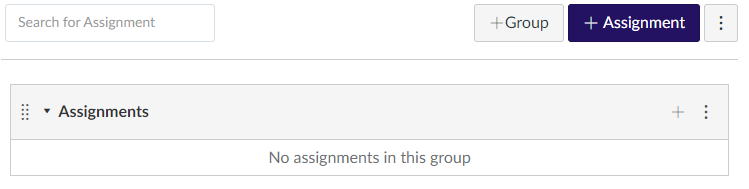 Search for Assignment
+Group
+ Assignment
Assignments
+
No assignments in this group